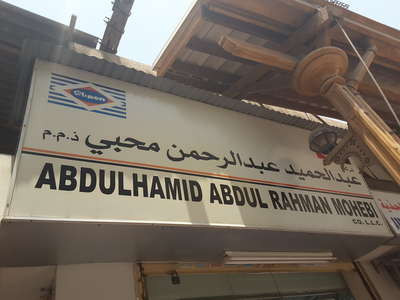 عبدالحميد عبدالرحمن محبي ذ.م.م
ABDULHAMID ABDUL RAHMAN MOHEBI
CO. L.L.C.